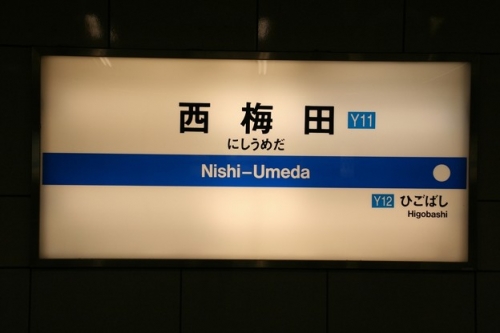 西梅田 Y11
にしうめだ
Nishi-Umeda
Y12 ひごばし
Higobashi